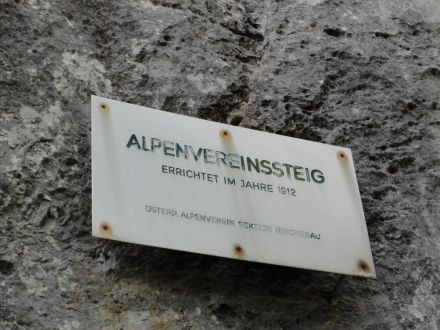 ALPENVEREINSSTEIG
ERRICHTET IM JAHRE 1912
ÖSTERR. ALPENVEREIN SEKTION REICHENAU